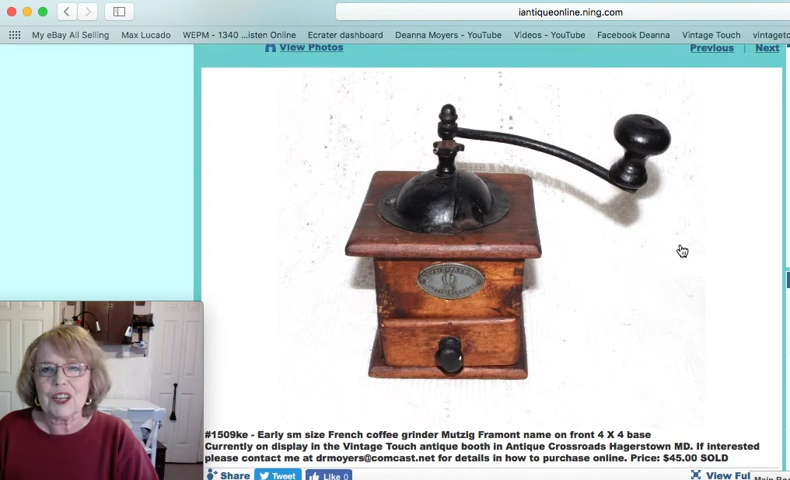 iantiqueonline.ning.com
My eBay All Selling Max Lucado WEPM - 1340 ...isten Online Ecrater dashboard Deanna Moyers - YouTube Videos - YouTube Facebook Deanna Vintage Touch
View Photos Previous | Next
#1509ke - Early sm size French coffee grinder Mutzig Framont name on front 4 X 4 base
Currently on display in the Vintage Touch antique booth in Antique Crossroads Hagerstown MD. If interested
please contact me at drmoyers@comcast.net for details in how to purchase online. Price: $45.00 SOLD
Share Tweet Like 0 View Ful